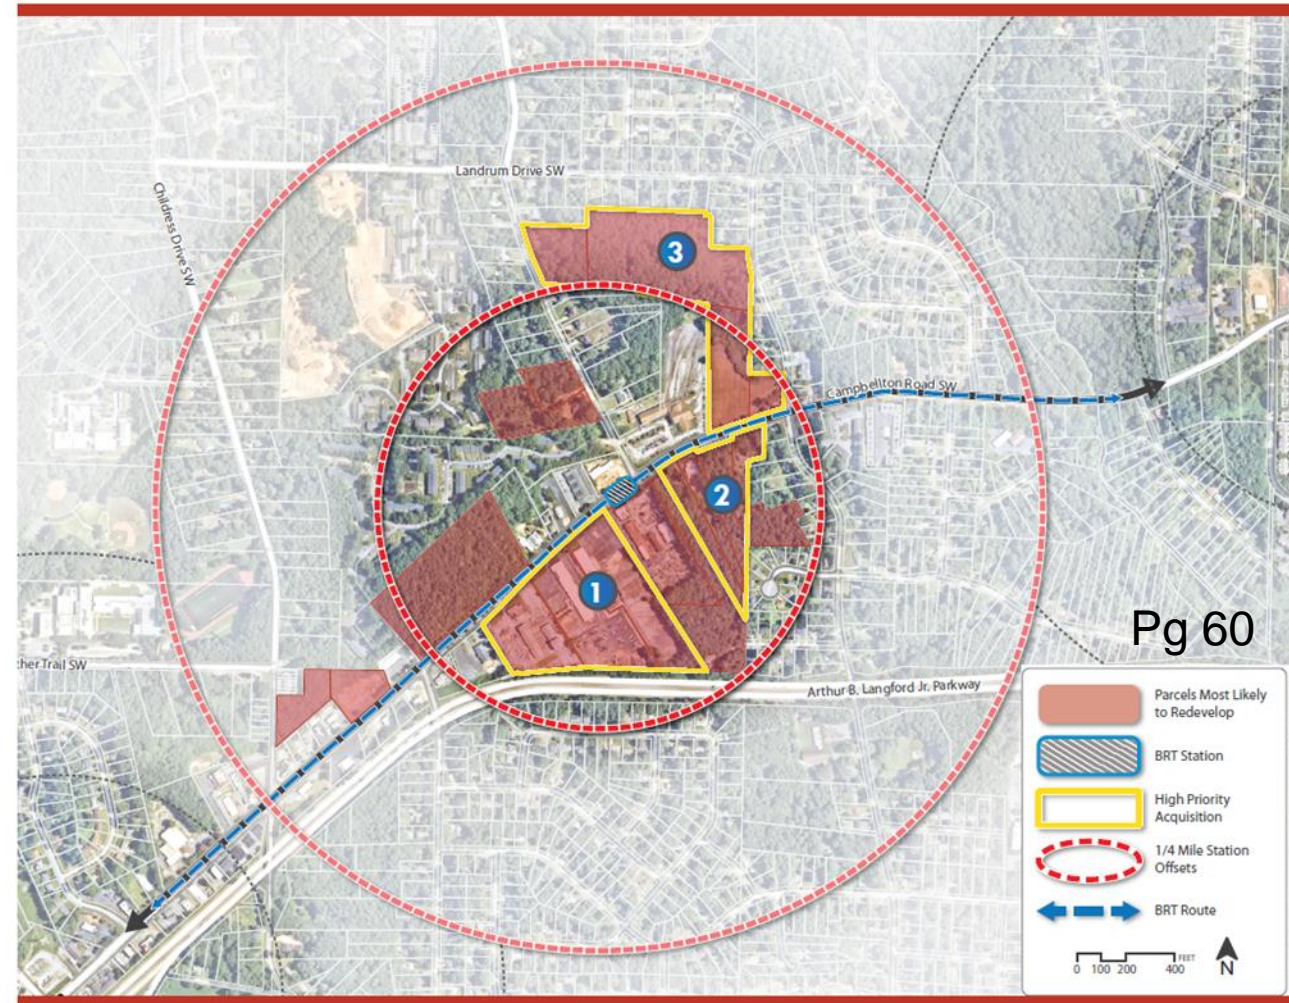 Landrum Drive SW
Childress Drive SW
3
Campbellton Road SW
2
1
Pg 60
ther Trail SW
Arthur B. Langford Jr. Parkway
Parcels Most Likely
to Redevelop
BRT Station
High Priority
Acquisition
1/4 Mile Station
Offsets
BRT Route
FEET
0 100 200 400
N